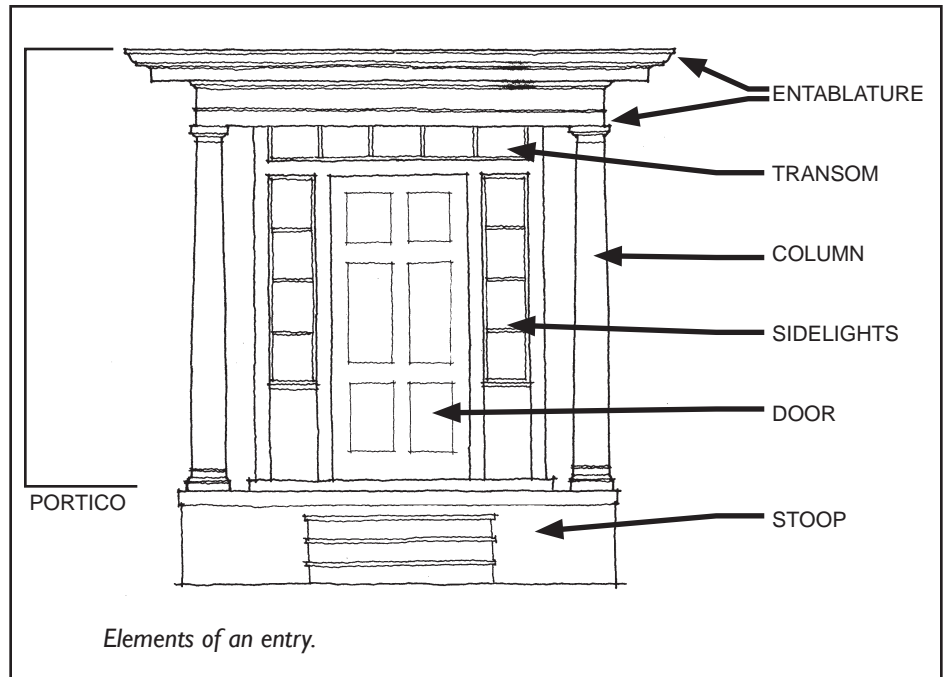 ENTABLATURE
TRANSOM
COLUMN
SIDELIGHTS
DOOR
PORTICO
STOOP
Elements of an entry.